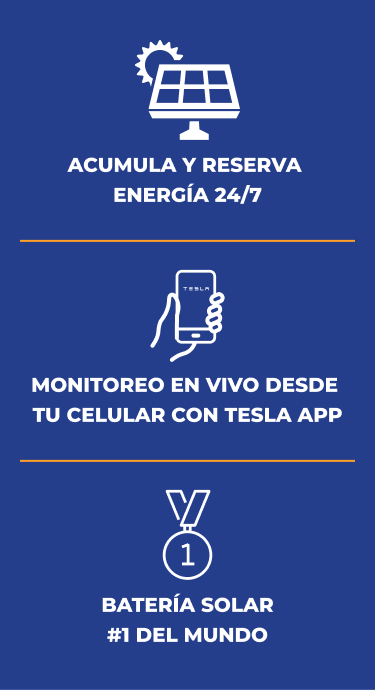 ACUMULA Y RESERVA
ENERGÍA 24/7
TESLA
MONITOREO EN VIVO DESDE
TU CELULAR CON TESLA APP
1
BATERÍA SOLAR
#1 DEL MUNDO